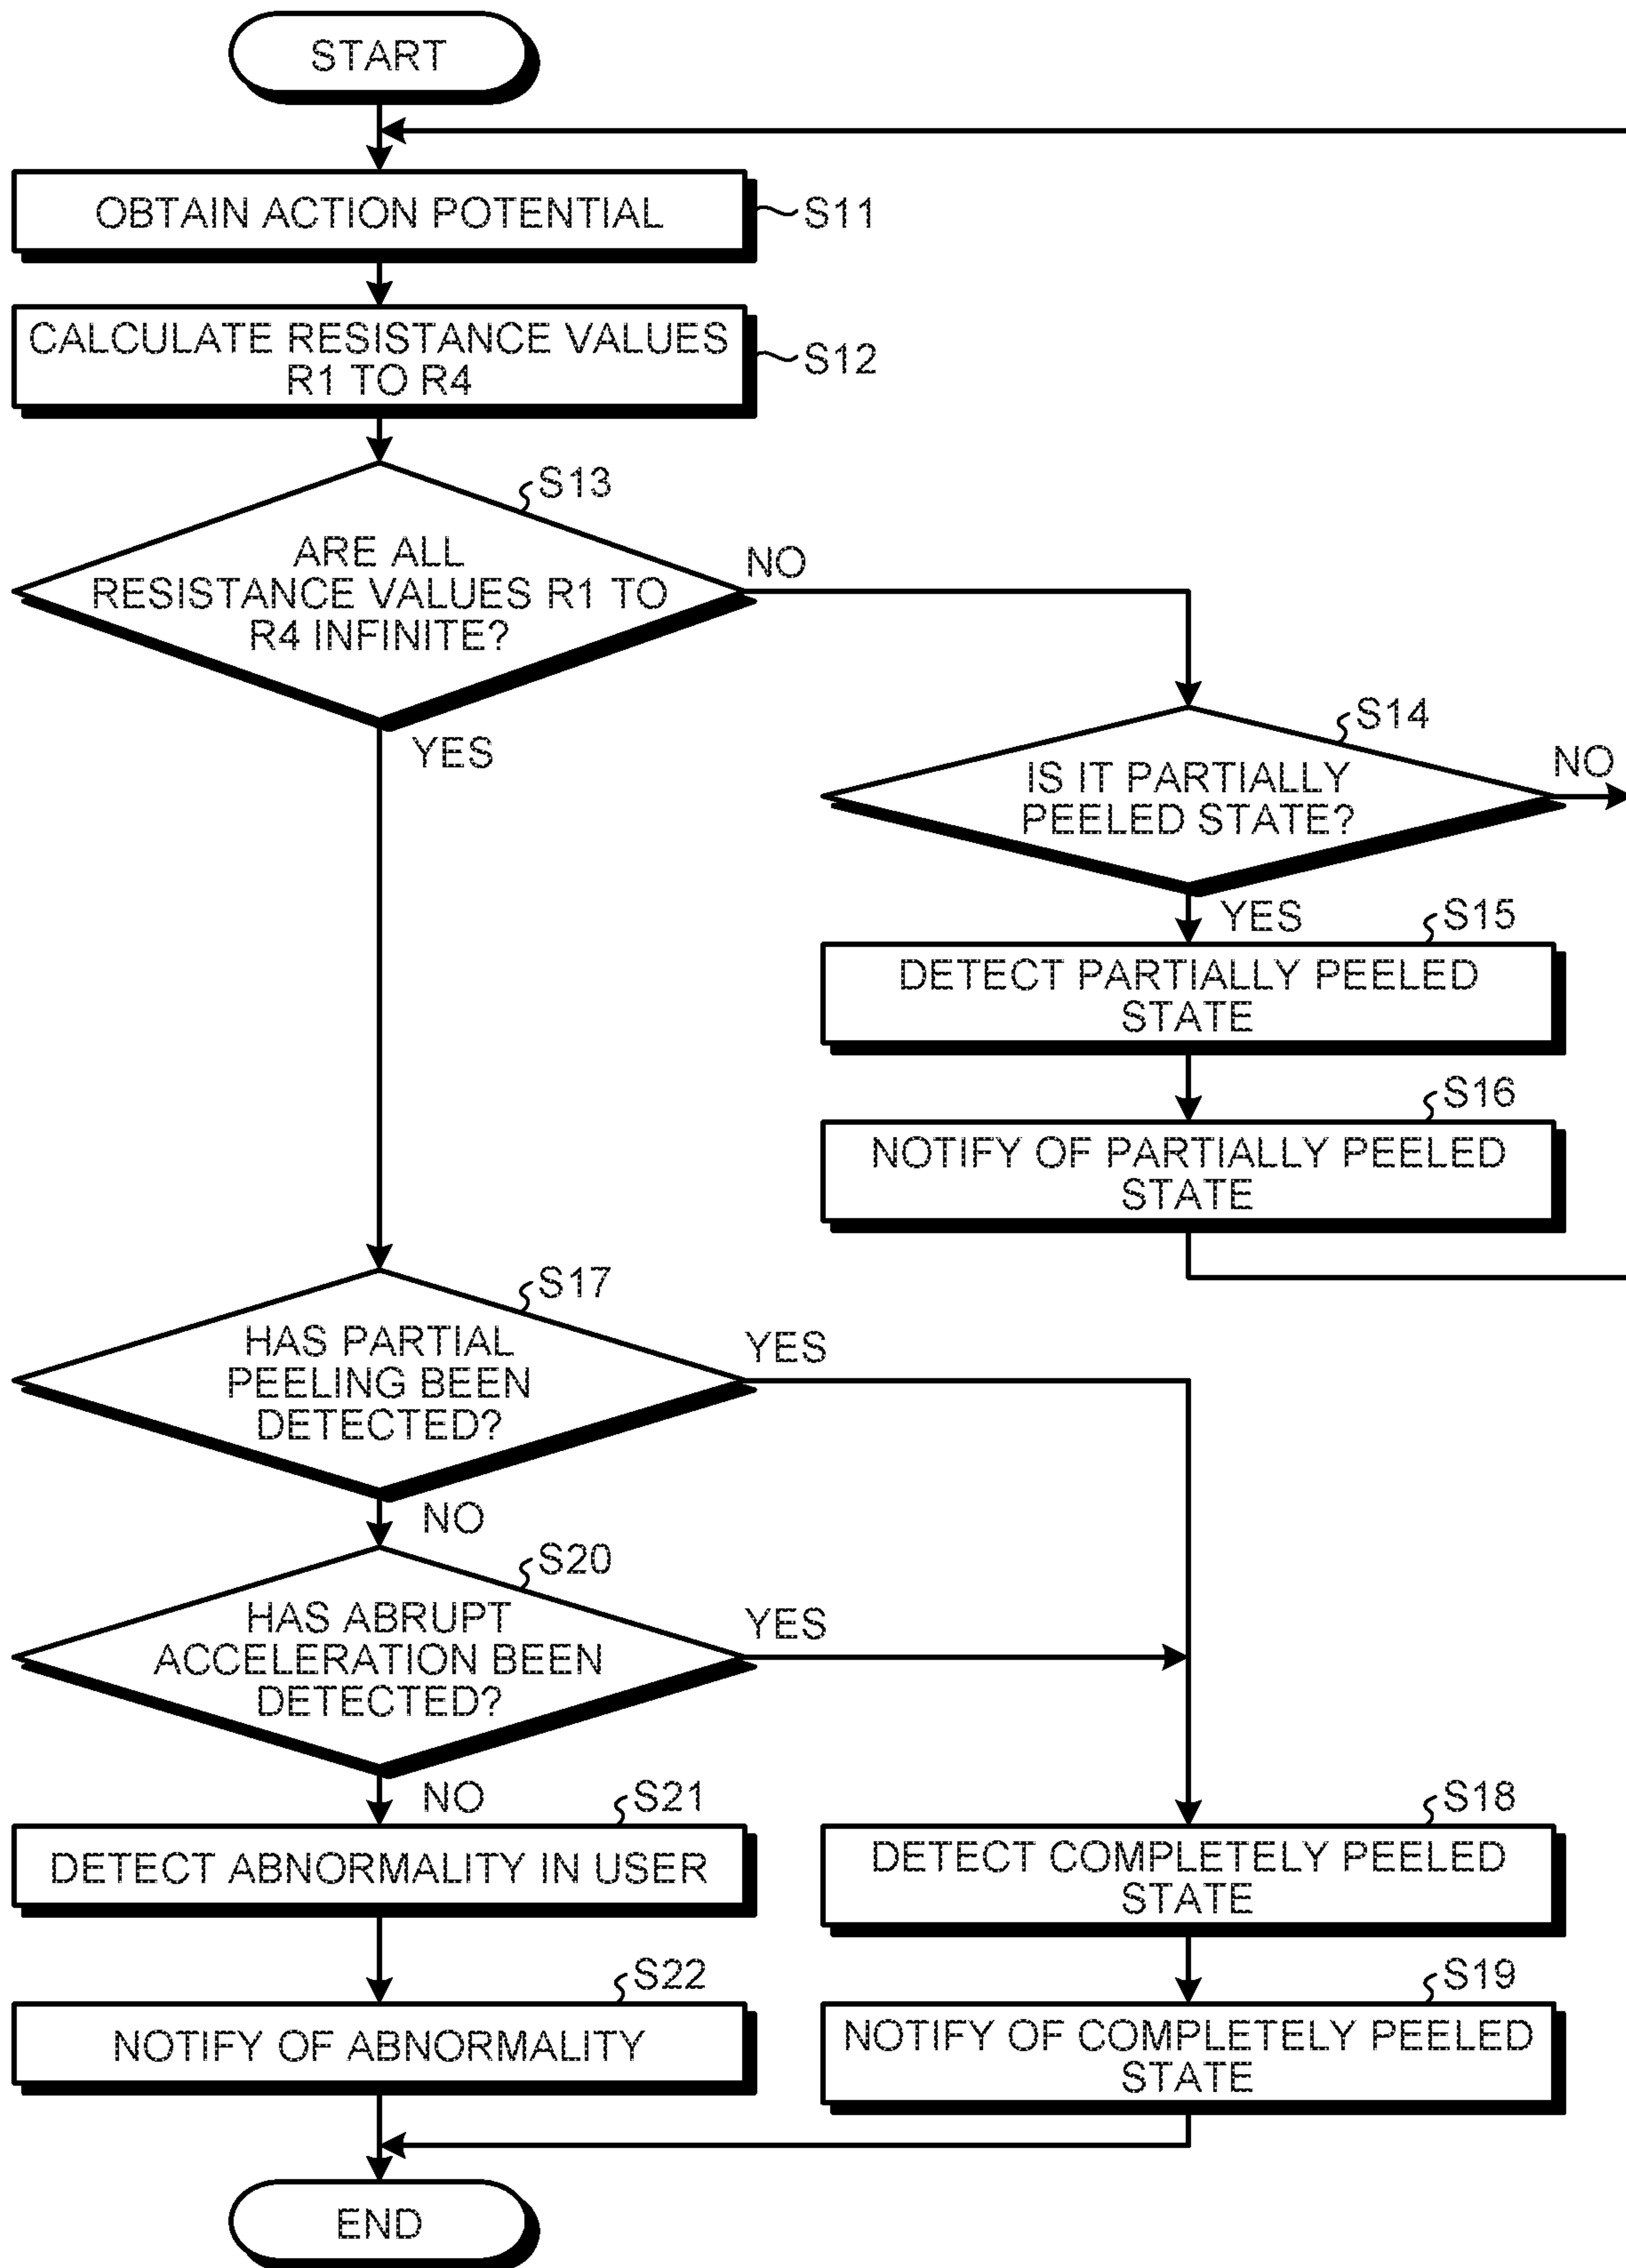 START
OBTAIN ACTION POTENTIAL
S11
CALCULATE RESISTANCE VALUES
R1 TO R4
S12
S13
ARE ALL
RESISTANCE VALUES R1 TO
R4 INFINITE?
NO
YES
S14
IS IT PARTIALLY
PEELED STATE?
NO
YES
S15
DETECT PARTIALLY PEELED
STATE
S16
NOTIFY OF PARTIALLY PEELED
STATE
S17
HAS PARTIAL
PEELING BEEN
DETECTED?
YES
NO
S20
HAS ABRUPT
ACCELERATION BEEN
DETECTED?
YES
NO
S21
DETECT ABNORMALITY IN USER
S18
DETECT COMPLETELY PEELED
STATE
S22
NOTIFY OF ABNORMALITY
S19
NOTIFY OF COMPLETELY PEELED
STATE
END